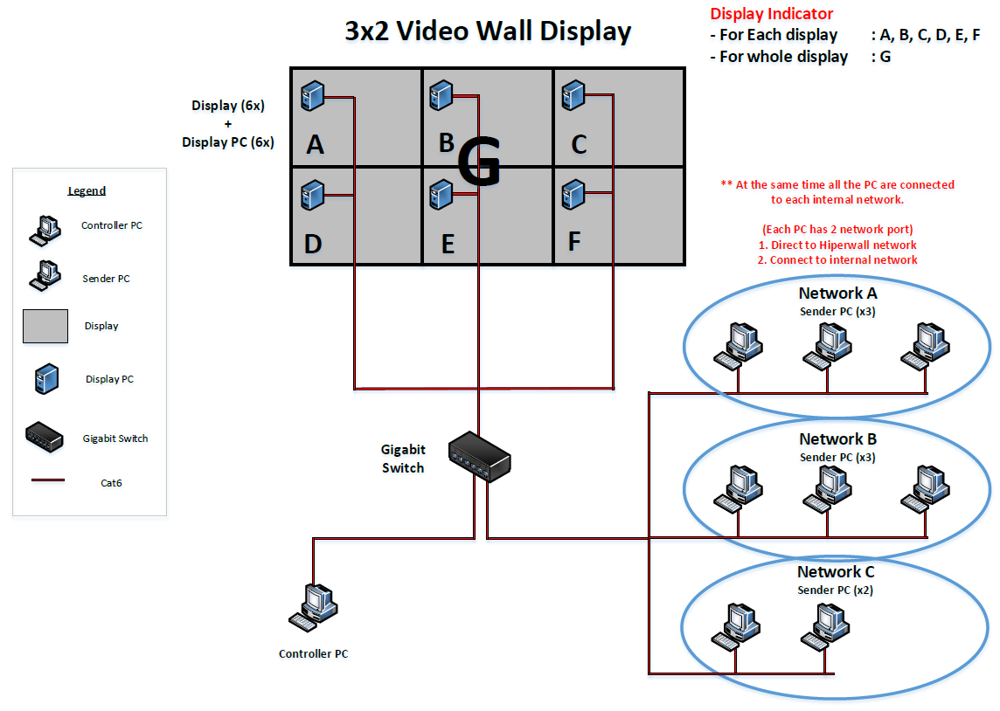 3x2 Video Wall Display
Display Indicator
- For Each display : A, B, C, D, E, F
- For whole display : G
Display (6x)
+
Display PC (6x)
A
B
C
G
D
E
F
Legend
Controller PC
Sender PC
Display
Display PC
Gigabit Switch
Cat6
** At the same time all the PC are connected
to each internal network.
(Each PC has 2 network port)
1. Direct to Hiperwall network
2. Connect to internal network
Network A
Sender PC (x3)
Network B
Sender PC (x3)
Network C
Sender PC (x2)
Gigabit
Switch
Controller PC